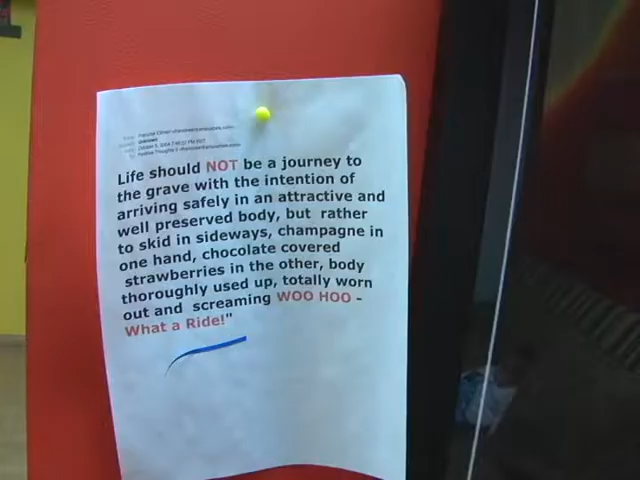 Life should NOT be a journey to
the grave with the intention of
arriving safely in an attractive and
well preserved body, but rather
to skid in sideways, champagne in
one hand, chocolate covered
strawberries in the other, body
thoroughly used up, totally worn
out and screaming WOO HOO -
What a Ride!"